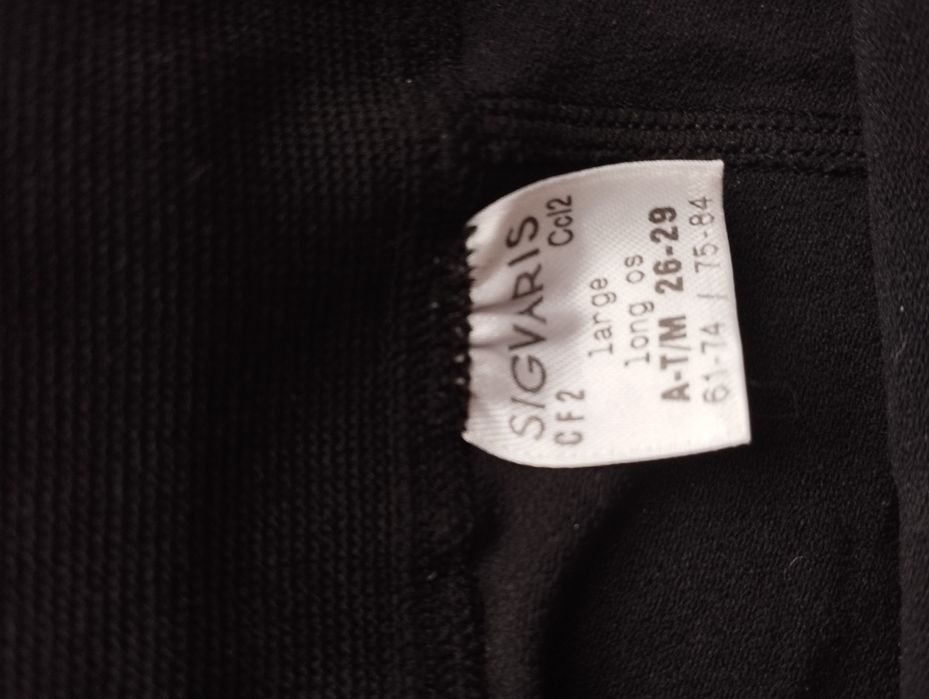 SIGVARIS
CF2 Ccl2
large
long os
A-T/M 26-29
61-74 / 75-84